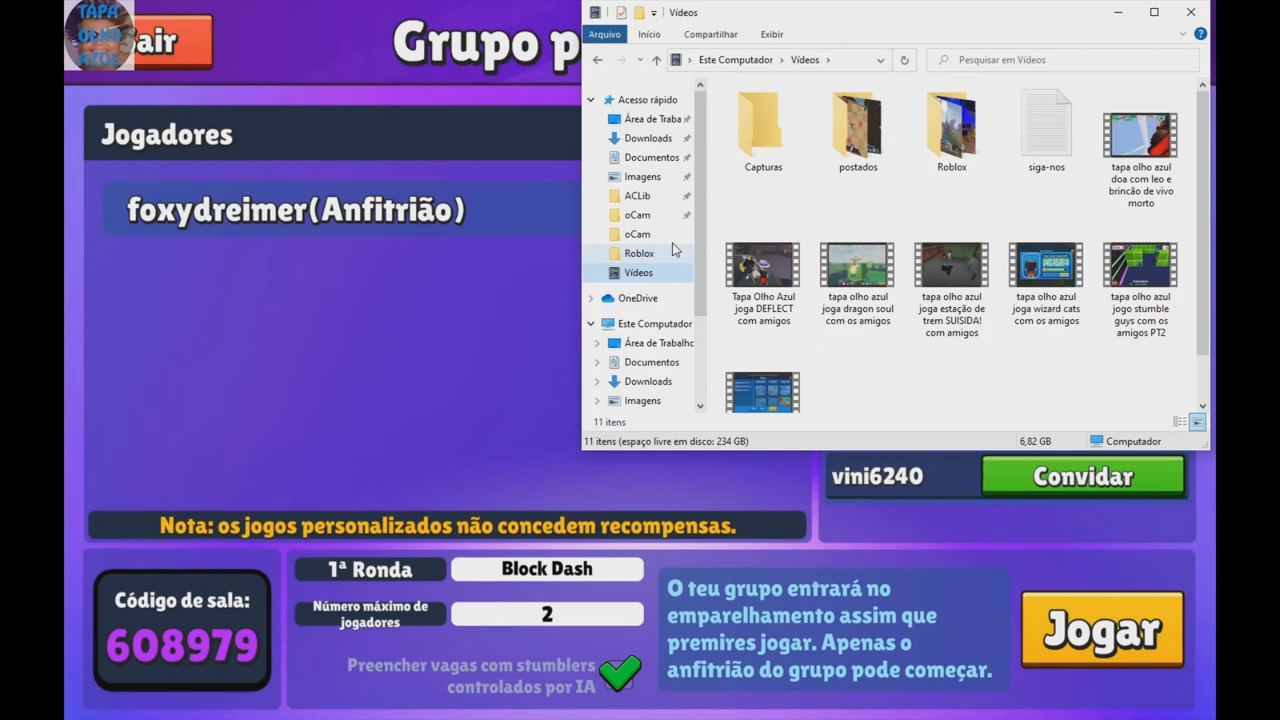 TAPA
OLHO
AZUL
air
Grupo p
Jogadores
foxydreimer(Anfitrião)
Nota: os jogos personalizados não concedem recompensas.
Código de sala:
608979
1ª Ronda
Block Dash
Número máximo de
jogadores
2
Preencher vagas com stumblers
controlados por IA
O teu grupo entrará no
emparelhamento assim que
premires jogar. Apenas o
anfitrião do grupo pode começar.
Jogar
vini6240
Convidar
Vídeos
Arquivo
Início
Compartilhar
Exibir
Este Computador
Vídeos
Pesquisar em Vídeos
Acesso rápido
Área de Traba
Downloads
Documentos
Imagens
ACLib
oCam
oCam
Roblox
Vídeos
OneDrive
Este Computador
Área de Trabalho
Documentos
Downloads
Imagens
Capturas
postados
Roblox
siga-nos
tapa olho azul
doa com leo e
brincão de vivo
morto
Tapa Olho Azul
joga DEFLECT
com amigos
tapa olho azul
joga dragon soul
com os amigos
tapa olho azul
joga estação de
trem SUISIDA!
com amigos
tapa olho azul
joga wizard cats
com os amigos
tapa olho azul
jogo stumble
guys com os
amigos PT2
11 itens
11 itens (espaço livre em disco: 234 GB)
6,82 GB
Computador